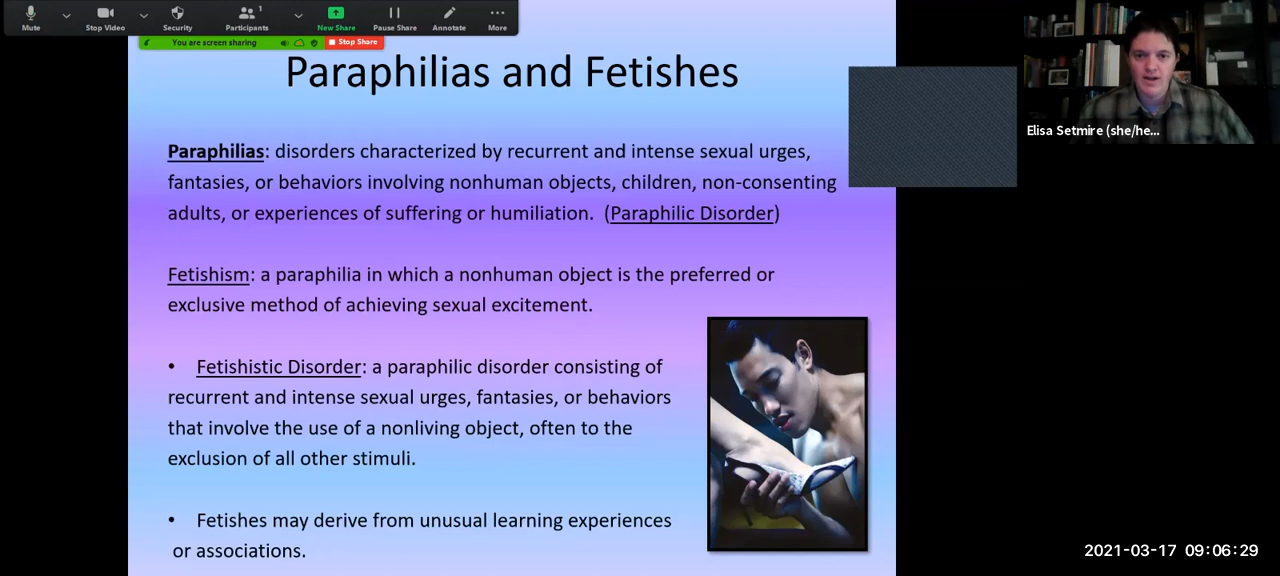 1
Mute
Stop Video
Security
Participants
New Share
Pause Share
Annotate
More
You are screen sharing
Stop Share
Paraphilias and Fetishes
Elisa Setmire (she/he...
Paraphilias: disorders characterized by recurrent and intense sexual urges,
fantasies, or behaviors involving nonhuman objects, children, non-consenting
adults, or experiences of suffering or humiliation. (Paraphilic Disorder)
Fetishism: a paraphilia in which a nonhuman object is the preferred or
exclusive method of achieving sexual excitement.
• Fetishistic Disorder: a paraphilic disorder consisting of
recurrent and intense sexual urges, fantasies, or behaviors
that involve the use of a nonliving object, often to the
exclusion of all other stimuli.
• Fetishes may derive from unusual learning experiences
or associations.
2021-03-17 09:06:29